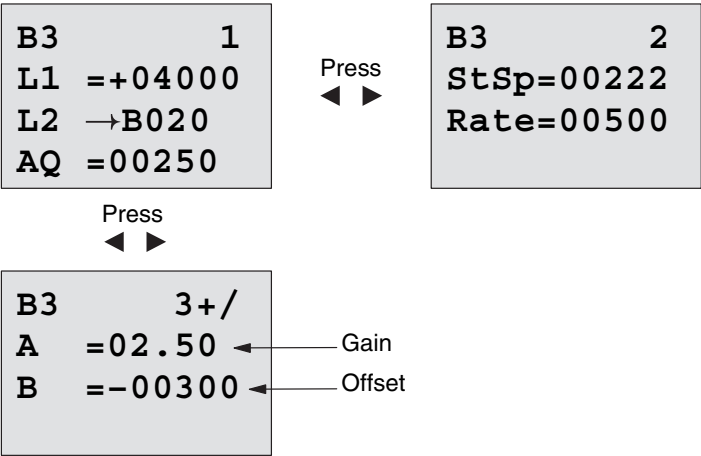 B3 1
L1 =+04000
L2 →B020
AQ =00250
Press
◄ ►
B3 2
StSp=00222
Rate=00500
Press
◄ ►
B3 3+/
A =02.50
Gain
B =-00300
Offset